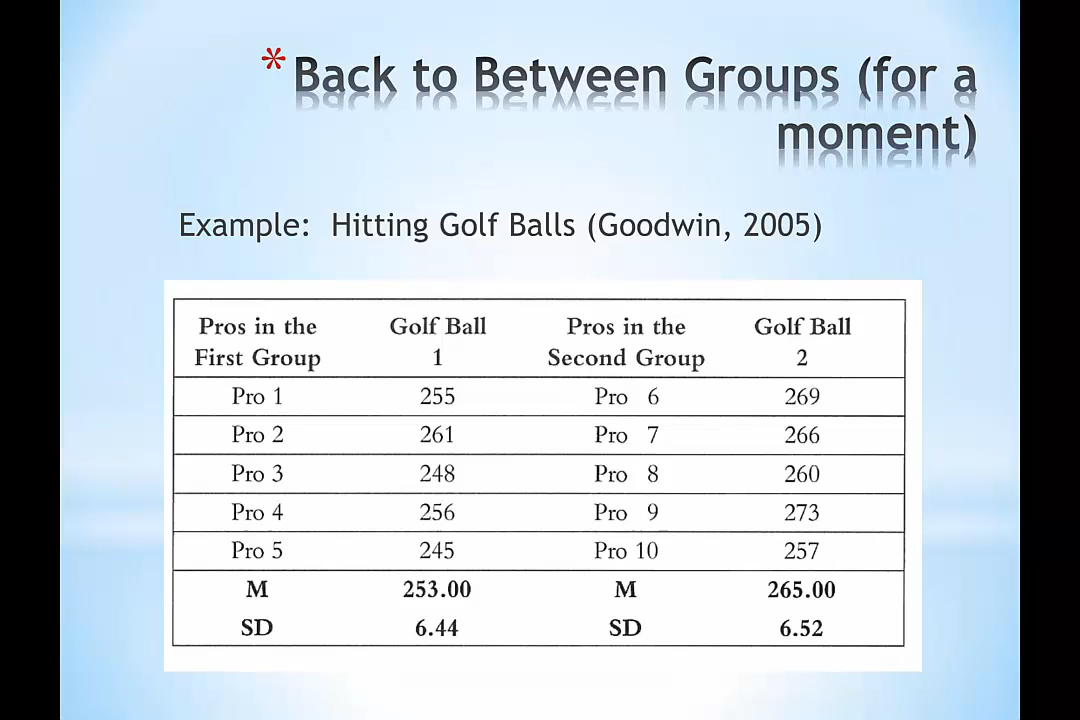 * Back to Between Groups (for a
moment)
Example: Hitting Golf Balls (Goodwin, 2005)
Pros in the First Group Golf Ball 1 Pros in the Second Group Golf Ball 2
Pro 1 255 Pro 6 269
Pro 2 261 Pro 7 266
Pro 3 248 Pro 8 260
Pro 4 256 Pro 9 273
Pro 5 245 Pro 10 257
M 253.00 M 265.00
SD 6.44 SD 6.52